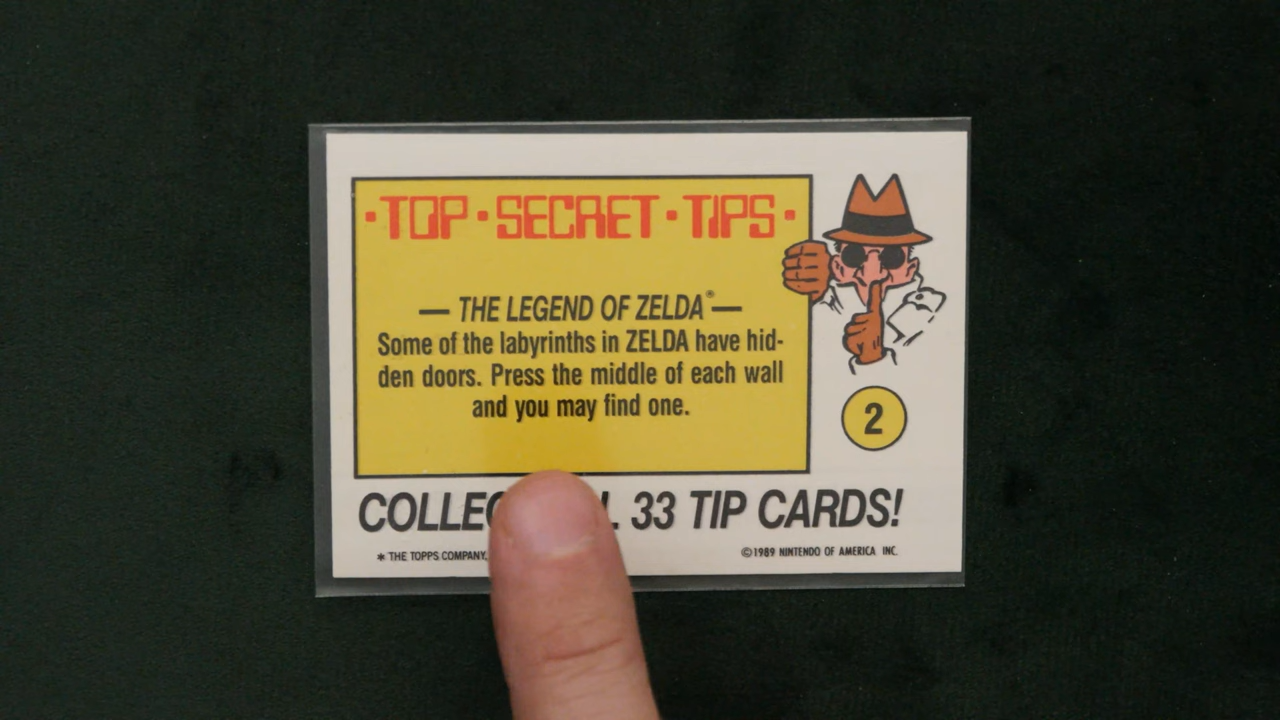 ·TOP·SECRET·TIPS·
— THE LEGEND OF ZELDA® —
Some of the labyrinths in ZELDA have hid-
den doors. Press the middle of each wall
and you may find one.
2
33 TIP CARDS!
* THE TOPPS COMPANY,
©1989 NINTENDO OF AMERICA INC.